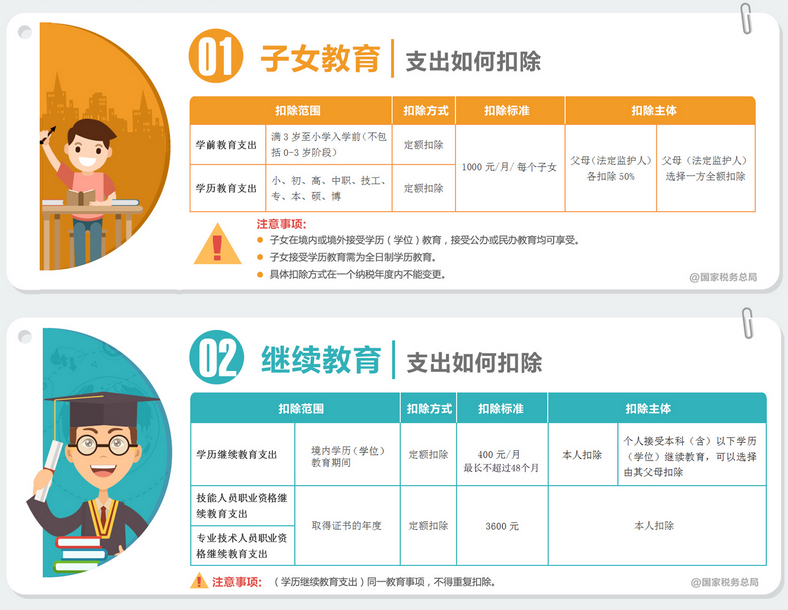 01 子女教育 支出如何扣除
扣除范围 扣除方式 扣除标准 扣除主体
学前教育支出
满 3 岁至小学入学前（不包
括 0-3 岁阶段）
定额扣除
学历教育支出
小、初、高、中职、技工、
专、本、硕、博
定额扣除
1000 元/月/ 每个子女
父母（法定监护人）
各扣除 50%
父母（法定监护人）
选择一方全额扣除
注意事项：
子女在境内或境外接受学历（学位）教育，接受公办或民办教育均可享受。
子女接受学历教育需为全日制学历教育。
具体扣除方式在一个纳税年度内不能变更。
@国家税务总局
02 继续教育 支出如何扣除
扣除范围 扣除方式 扣除标准 扣除主体
学历继续教育支出
境内学历（学位）
教育期间
定额扣除
400 元/月
最长不超过48个月
本人扣除
个人接受本科（含）以下学历
（学位）继续教育，可以选择
由其父母扣除
技能人员职业资格继
续教育支出
专业技术人员职业资
格继续教育支出
取得证书的年度
定额扣除
3600 元
本人扣除
注意事项：（学历继续教育支出）同一教育事项，不得重复扣除。
@国家税务总局